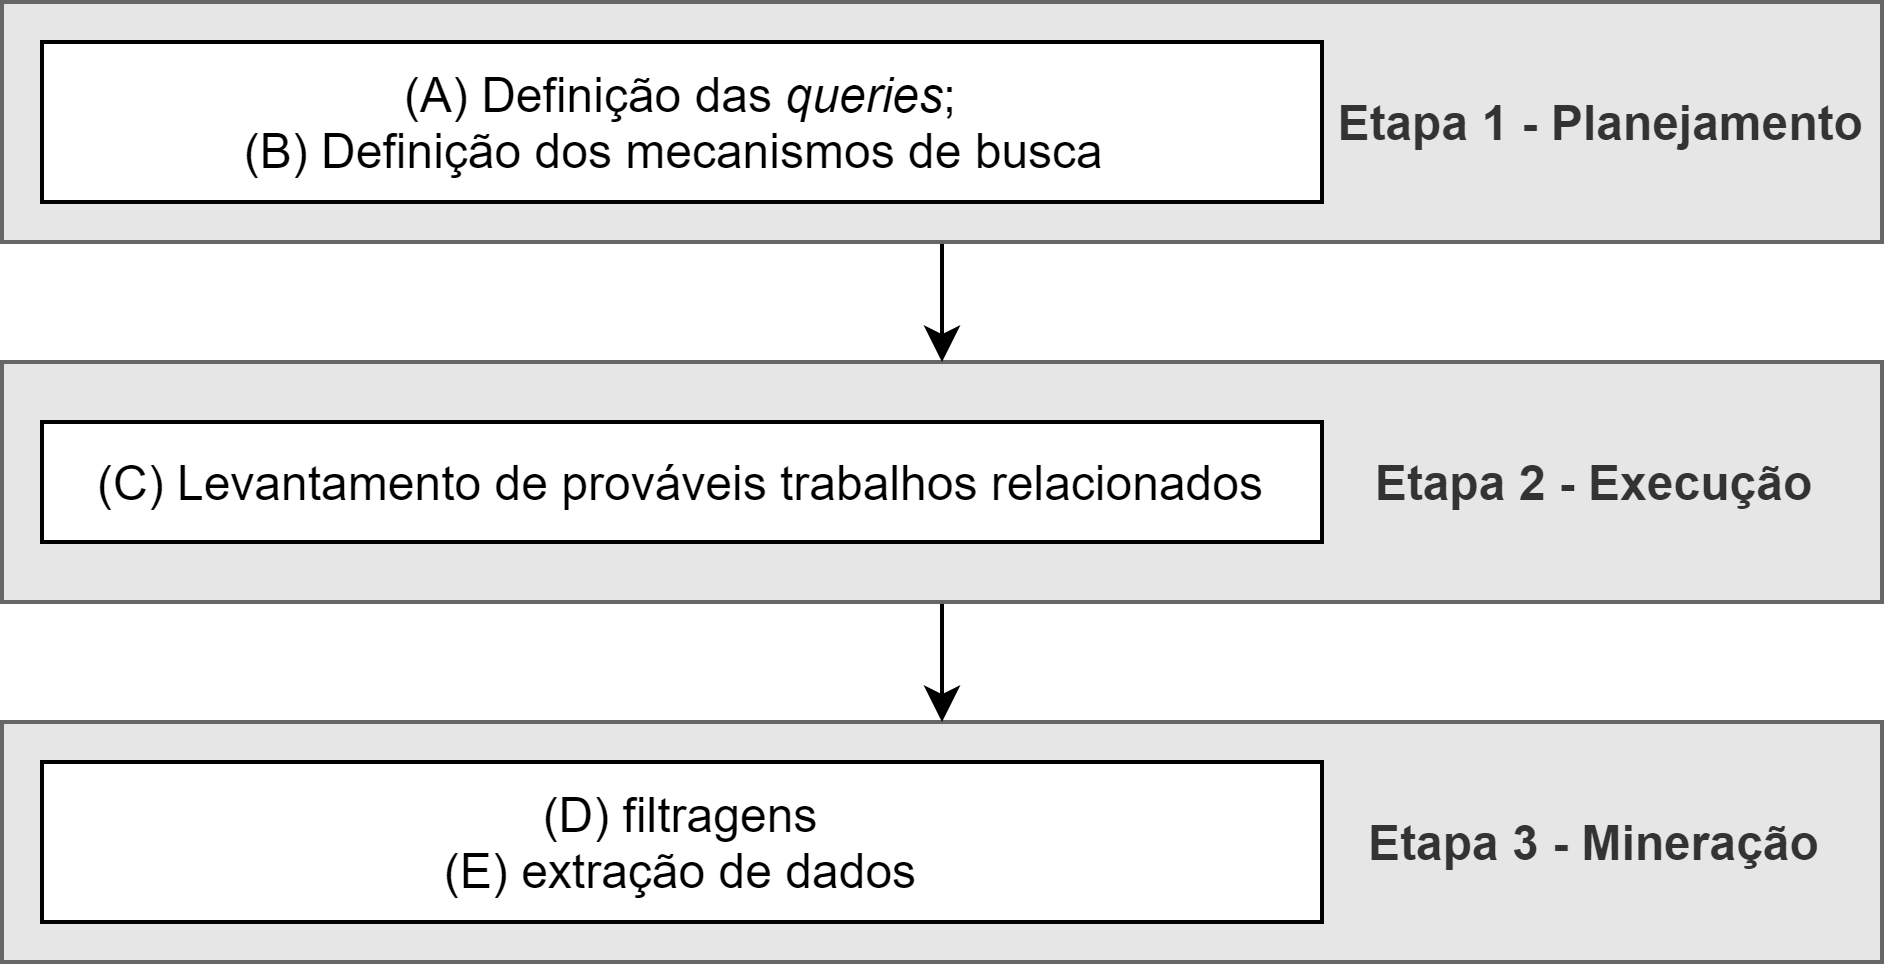 (A) Definição das queries;
(B) Definição dos mecanismos de busca
Etapa 1 - Planejamento
(C) Levantamento de prováveis trabalhos relacionados
Etapa 2 - Execução
(D) filtragens
(E) extração de dados
Etapa 3 - Mineração